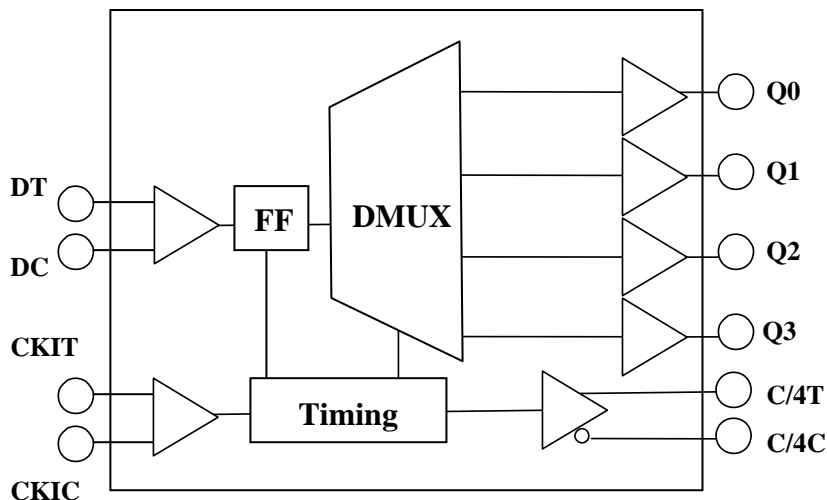 Q0
DT
FF
DMUX
Q1
DC
Q2
CKIT
Q3
Timing
C/4T
C/4C
CKIC